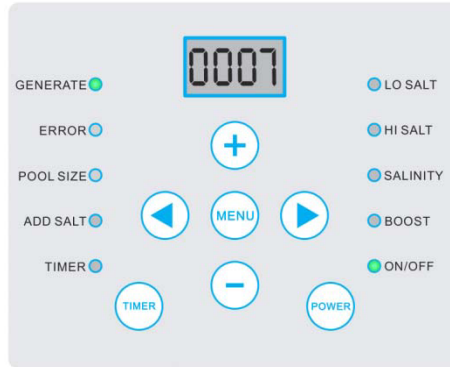 0007
GENERATE
LO SALT
ERROR
HI SALT
+
POOL SIZE
SALINITY
MENU
ADD SALT
BOOST
TIMER
ON/OFF
−
TIMER
POWER